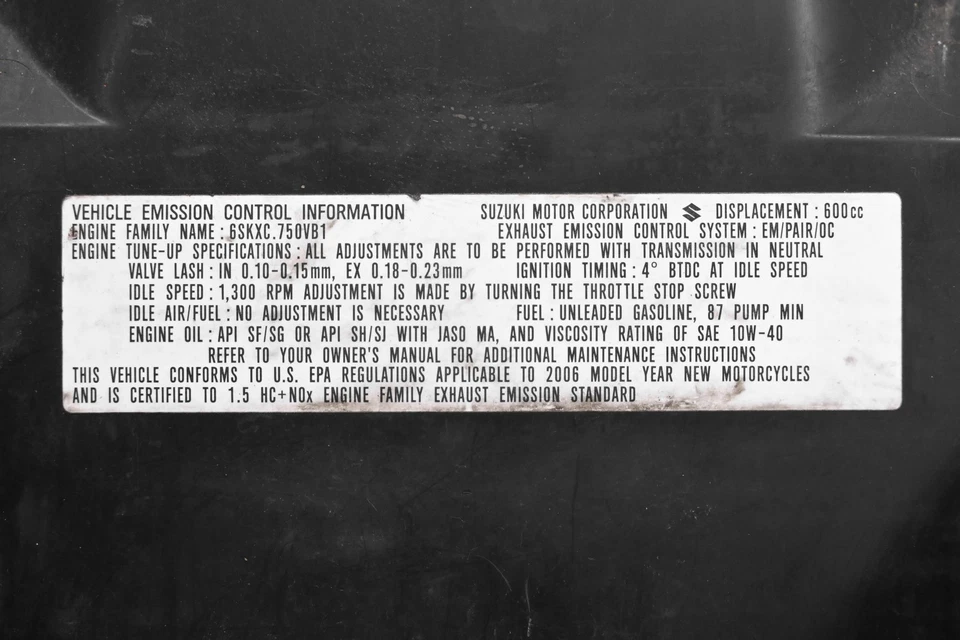 VEHICLE EMISSION CONTROL INFORMATION SUZUKI MOTOR CORPORATION DISPLACEMENT : 600cc
ENGINE FAMILY NAME : 6SKXC.750VB1 EXHAUST EMISSION CONTROL SYSTEM : EM/PAIR/OC
ENGINE TUNE-UP SPECIFICATIONS : ALL ADJUSTMENTS ARE TO BE PERFORMED WITH TRANSMISSION IN NEUTRAL
VALVE LASH : IN 0.10-0.15mm, EX 0.18-0.23mm IGNITION TIMING : 4° BTDC AT IDLE SPEED
IDLE SPEED : 1,300 RPM ADJUSTMENT IS MADE BY TURNING THE THROTTLE STOP SCREW
IDLE AIR/FUEL : NO ADJUSTMENT IS NECESSARY FUEL : UNLEADED GASOLINE, 87 PUMP MIN
ENGINE OIL : API SF/SG OR API SH/SJ WITH JASO MA, AND VISCOSITY RATING OF SAE 10W-40
REFER TO YOUR OWNER'S MANUAL FOR ADDITIONAL MAINTENANCE INSTRUCTIONS
THIS VEHICLE CONFORMS TO U.S. EPA REGULATIONS APPLICABLE TO 2006 MODEL YEAR NEW MOTORCYCLES
AND IS CERTIFIED TO 1.5 HC+NOx ENGINE FAMILY EXHAUST EMISSION STANDARD